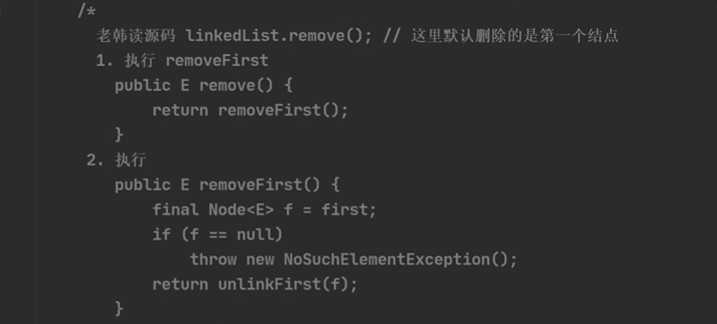 /*
老韩读源码 linkedList.remove(); // 这里默认删除的是第一个结点
1. 执行 removeFirst
public E remove() {
return removeFirst();
}
2. 执行
public E removeFirst() {
final Node<E> f = first;
if (f == null)
throw new NoSuchElementException();
return unlinkFirst(f);
}